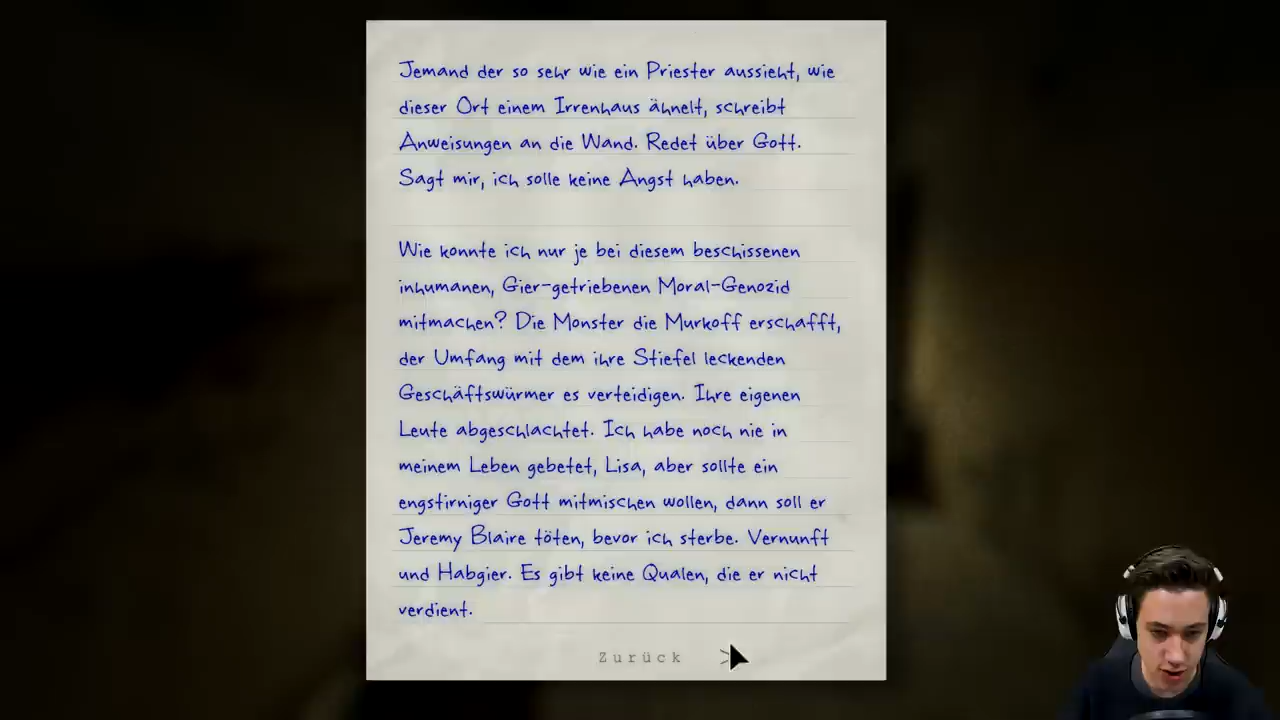 Jemand der so sehr wie ein Priester aussieht, wie
dieser Ort einem Irrenhaus ähnelt, schreibt
Anweisungen an die Wand. Redet über Gott.
Sagt mir, ich solle keine Angst haben.
Wie konnte ich nur je bei diesem beschissenen
inhumanen, Gier-getriebenen Moral-Genozid
mitmachen? Die Monster die Murkoff erschafft,
der Umfang mit dem ihre Stiefel leckenden
Geschäftswürmer es verteidigen. Ihre eigenen
Leute abgeschlachtet. Ich habe noch nie in
meinem Leben gebetet, Lisa, aber sollte ein
engstirniger Gott mitmischen wollen, dann soll er
Jeremy Blaire töten, bevor ich sterbe. Vernunft
und Habgier. Es gibt keine Qualen, die er nicht
verdient.
Zurück